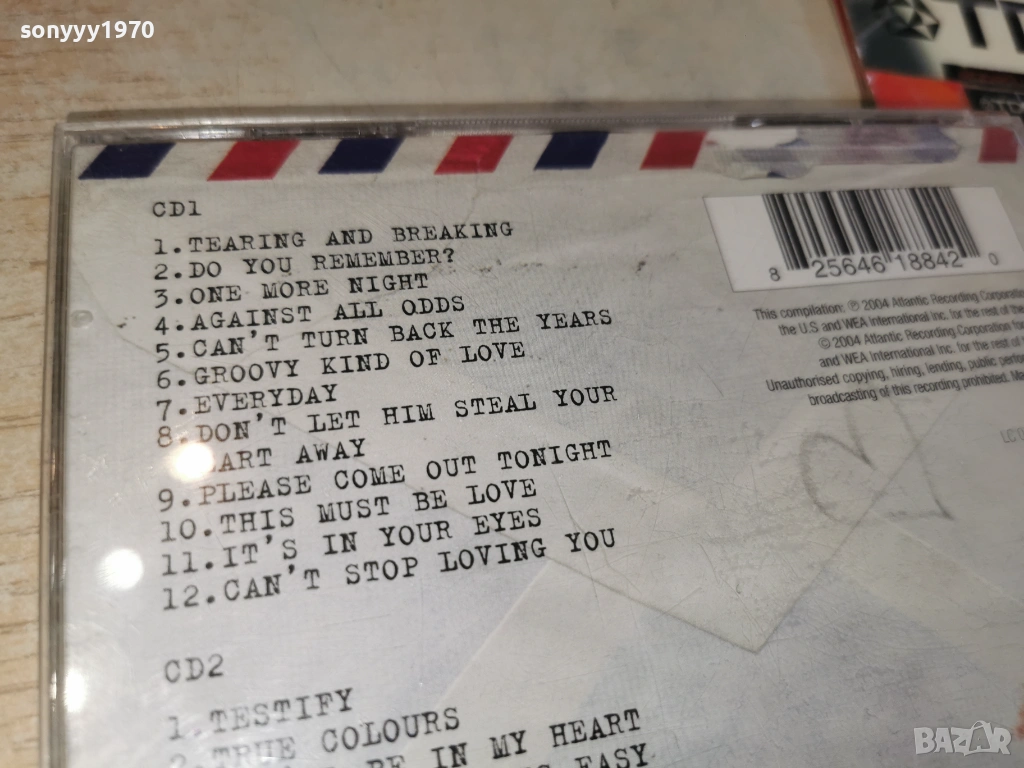 sonyyy1970
CD1
1.TEARING AND BREAKING
2.DO YOU REMEMBER?
3.ONE MORE NIGHT
4.AGAINST ALL ODDS
5.CAN'T TURN BACK THE YEARS
6.GROOVY KIND OF LOVE
7.EVERYDAY
8.DON'T LET HIM STEAL YOUR
AWAY
9.PLEASE COME OUT TONIGHT
10.THIS MUST BE LOVE
11.IT'S IN YOUR EYES
12.CAN'T STOP LOVING YOU
CD2
1.TESTIFY
2.TRUE COLOURS
BE IN MY HEART
EASY
8 25646 18842 0
This compilation: ℗ 2004 Atlantic Recording Corporation
the U.S and WEA International Inc. for the rest of the
© 2004 Atlantic Recording Corporation for
and WEA International Inc. for the rest of
Unauthorised copying, hiring, lending, public
broadcasting of this recording prohibited.
LC
BAZAR